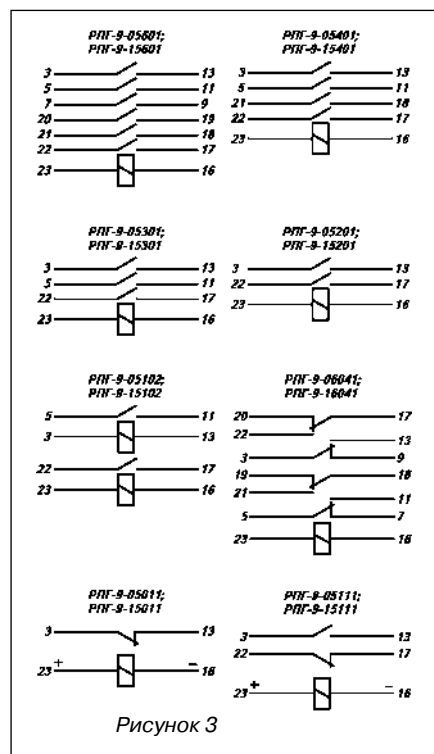 РПГ-9-05601;
РПГ-9-15601
3 13
5 11
7 9
20 19
21 18
22 17
23 16
РПГ-9-05401;
РПГ-9-15401
3 13
5 11
21 18
22 17
23 16
РПГ-9-05301;
РПГ-9-15301
3 13
5 11
22 17
23 16
РПГ-9-05201;
РПГ-9-15201
3 13
22 17
23 16
РПГ-9-05102;
РПГ-9-15102
5 11
3 13
22 17
23 16
РПГ-9-06041;
РПГ-9-16041
20 17
22
13
3 9
19 18
21
11
5 7
23 16
РПГ-9-05011;
РПГ-9-15011
3 13
23 + – 16
РПГ-9-05111;
РПГ-9-15111
3 13
22 17
23 + – 16
Рисунок 3